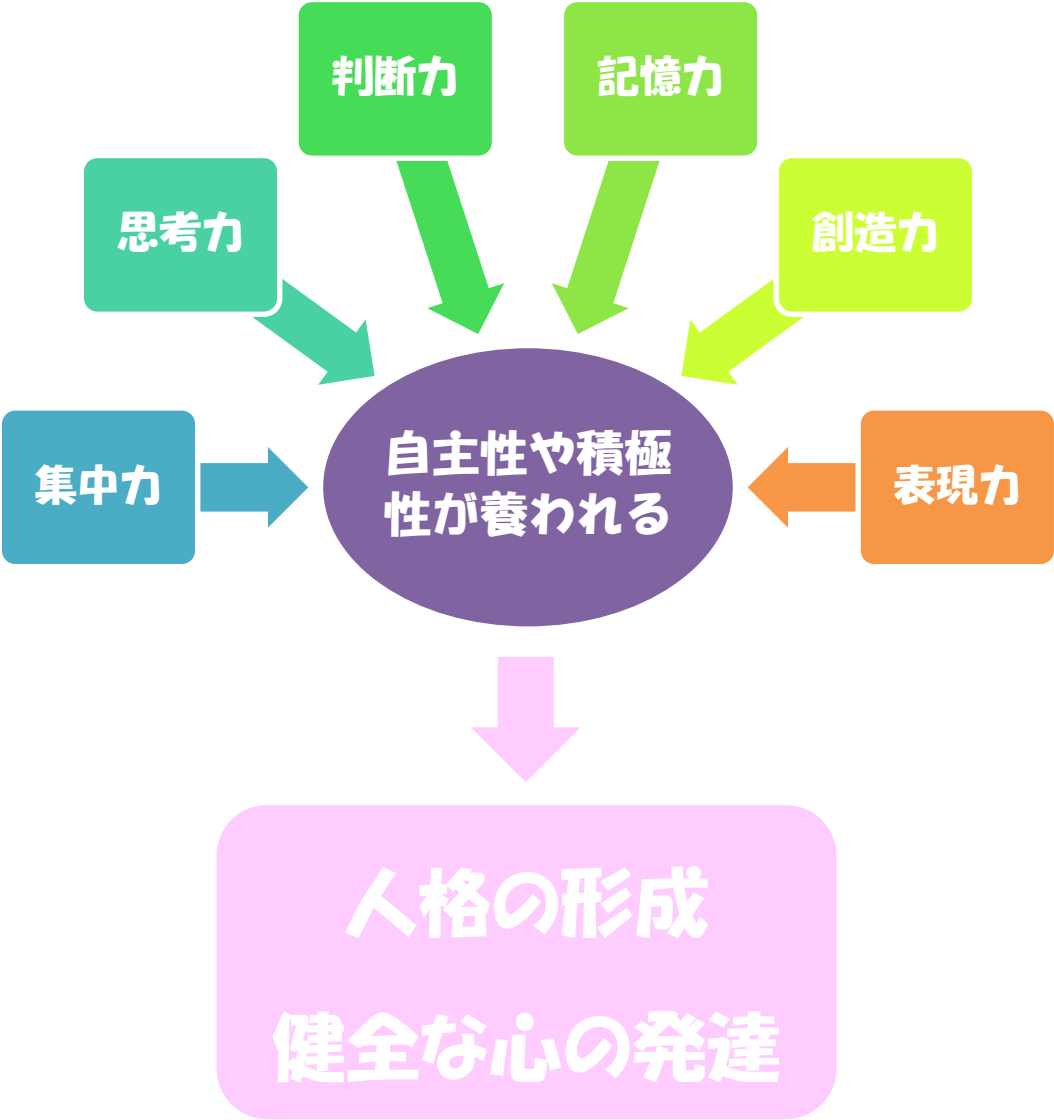 判断力
記憶力
思考力
創造力
集中力
表現力
自主性や積極
性が養われる
人格の形成
健全な心の発達